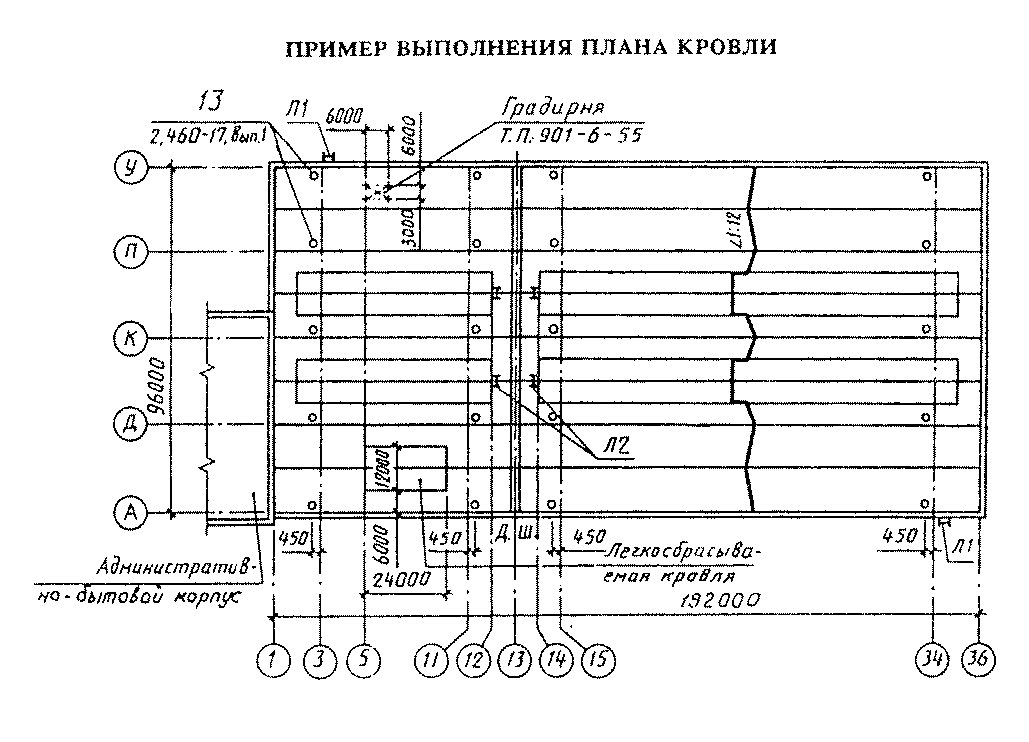 ПРИМЕР ВЫПОЛНЕНИЯ ПЛАНА КРОВЛИ
13
2,460-17, вып.1
Л1
6000
6000
Градирня
Т.П. 901-6-55
3000
У
П
К
Д
А
96000
1:12
Л2
12000
6000
24000
450
450
Д. Ш.
450
450
Л1
Легкосбрасыва-
емая кровля
Административ-
но-бытовой корпус
192000
1
3
5
11
12
13
14
15
34
36